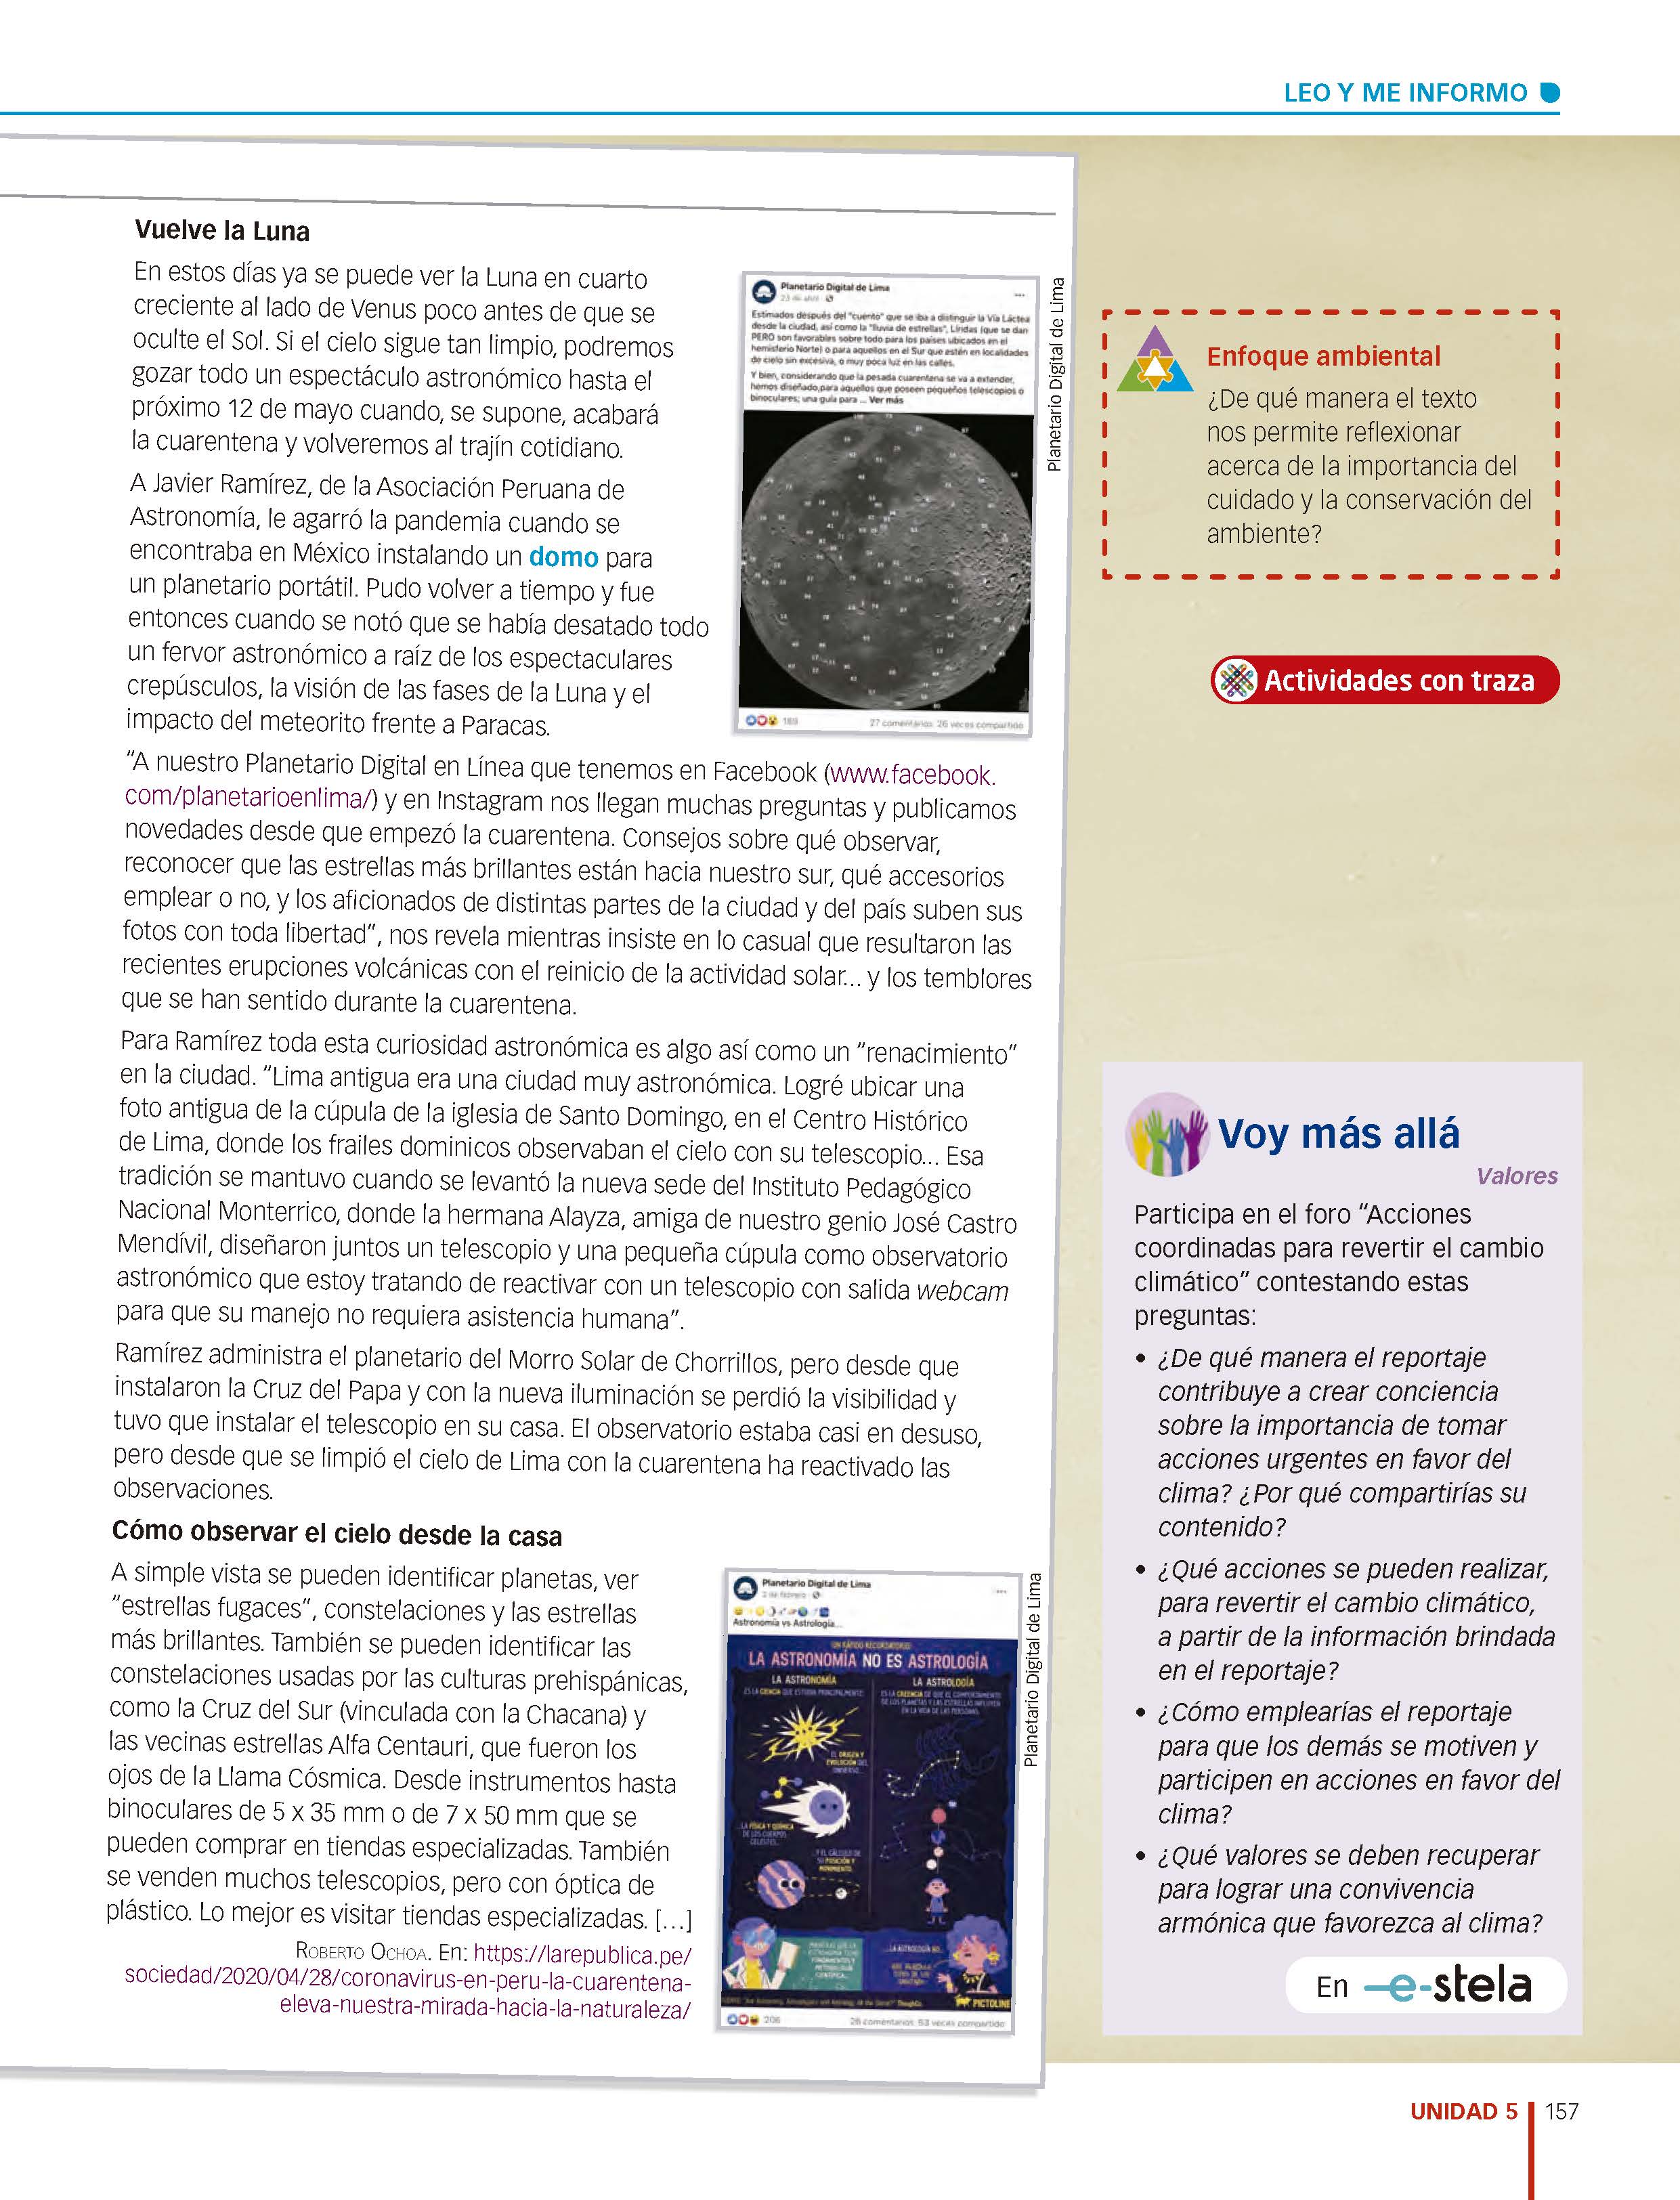 LEO Y ME INFORMO
Vuelve la Luna
En estos días ya se puede ver la Luna en cuarto
creciente al lado de Venus poco antes de que se
oculte el Sol. Si el cielo sigue tan limpio, podremos
gozar todo un espectáculo astronómico hasta el
próximo 12 de mayo cuando, se supone, acabará
la cuarentena y volveremos al trajín cotidiano.
A Javier Ramírez, de la Asociación Peruana de
Astronomía, le agarró la pandemia cuando se
encontraba en México instalando un domo para
un planetario portátil. Pudo volver a tiempo y fue
entonces cuando se notó que se había desatado todo
un fervor astronómico a raíz de los espectaculares
crepúsculos, la visión de las fases de la Luna y el
impacto del meteorito frente a Paracas.
Planetario Digital de Lima
23 de abril
Estimados después del "cuento" que se iba a distinguir la Vía Láctea
desde la ciudad, así como la "lluvia de estrellas", Líridas (que se dan
PERO son favorables sobre todo para los países ubicados en el
hemisferio Norte) o para aquellos en el Sur que estén en localidades
de cielo sin excesiva, o muy poca luz en las calles.
Y bien, considerando que la pesada cuarentena se va a extender,
hemos diseñado,para aquellos que poseen pequeños telescopios o
binoculares; una guía para ... Ver más
189
27 comentarios 26 veces compartido
Planetario Digital de Lima
"A nuestro Planetario Digital en Línea que tenemos en Facebook (www.facebook.
com/planetarioenlima/) y en Instagram nos llegan muchas preguntas y publicamos
novedades desde que empezó la cuarentena. Consejos sobre qué observar,
reconocer que las estrellas más brillantes están hacia nuestro sur, qué accesorios
emplear o no, y los aficionados de distintas partes de la ciudad y del país suben sus
fotos con toda libertad", nos revela mientras insiste en lo casual que resultaron las
recientes erupciones volcánicas con el reinicio de la actividad solar... y los temblores
que se han sentido durante la cuarentena.
Para Ramírez toda esta curiosidad astronómica es algo así como un "renacimiento"
en la ciudad. "Lima antigua era una ciudad muy astronómica. Logré ubicar una
foto antigua de la cúpula de la iglesia de Santo Domingo, en el Centro Histórico
de Lima, donde los frailes dominicos observaban el cielo con su telescopio... Esa
tradición se mantuvo cuando se levantó la nueva sede del Instituto Pedagógico
Nacional Monterrico, donde la hermana Alayza, amiga de nuestro genio José Castro
Mendívil, diseñaron juntos un telescopio y una pequeña cúpula como observatorio
astronómico que estoy tratando de reactivar con un telescopio con salida webcam
para que su manejo no requiera asistencia humana".
Ramírez administra el planetario del Morro Solar de Chorrillos, pero desde que
instalaron la Cruz del Papa y con la nueva iluminación se perdió la visibilidad y
tuvo que instalar el telescopio en su casa. El observatorio estaba casi en desuso,
pero desde que se limpió el cielo de Lima con la cuarentena ha reactivado las
observaciones.
Cómo observar el cielo desde la casa
A simple vista se pueden identificar planetas, ver
"estrellas fugaces", constelaciones y las estrellas
más brillantes. También se pueden identificar las
constelaciones usadas por las culturas prehispánicas,
como la Cruz del Sur (vinculada con la Chacana) y
las vecinas estrellas Alfa Centauri, que fueron los
ojos de la Llama Cósmica. Desde instrumentos hasta
binoculares de 5 x 35 mm o de 7 x 50 mm que se
pueden comprar en tiendas especializadas. También
se venden muchos telescopios, pero con óptica de
plástico. Lo mejor es visitar tiendas especializadas. [...]
ROBERTO OCHOA. En: https://larepublica.pe/
sociedad/2020/04/28/coronavirus-en-peru-la-cuarentena-
eleva-nuestra-mirada-hacia-la-naturaleza/
Planetario Digital de Lima
2 de febrero
Astronomía vs Astrología...
UN RÁPIDO RECORDATORIO
LA ASTRONOMÍA NO ES ASTROLOGÍA
LA ASTRONOMÍA
ES LA CIENCIA QUE ESTUDIA PRINCIPALMENTE:
EL ORIGEN Y
EVOLUCIÓN DEL
UNIVERSO...
...LA FÍSICA Y QUÍMICA
DE LOS CUERPOS
CELESTES...
...Y EL CÁLCULO DE
SU POSICIÓN Y
MOVIMIENTO.
LA ASTROLOGÍA
ES LA CREENCIA DE QUE EL COMPORTAMIENTO
DE LOS PLANETAS Y LAS ESTRELLAS INFLUYEN
EN LA VIDA DE LAS PERSONAS.
...LA ASTROLOGÍA NO...
PICTOLINE
206
26 comentarios 53 veces compartido
Planetario Digital de Lima
Enfoque ambiental
¿De qué manera el texto
nos permite reflexionar
acerca de la importancia del
cuidado y la conservación del
ambiente?
Actividades con traza
Voy más allá
Valores
Participa en el foro "Acciones
coordinadas para revertir el cambio
climático" contestando estas
preguntas:
• ¿De qué manera el reportaje
contribuye a crear conciencia
sobre la importancia de tomar
acciones urgentes en favor del
clima? ¿Por qué compartirías su
contenido?
• ¿Qué acciones se pueden realizar,
para revertir el cambio climático,
a partir de la información brindada
en el reportaje?
• ¿Cómo emplearías el reportaje
para que los demás se motiven y
participen en acciones en favor del
clima?
• ¿Qué valores se deben recuperar
para lograr una convivencia
armónica que favorezca al clima?
En e-stela
UNIDAD 5
157